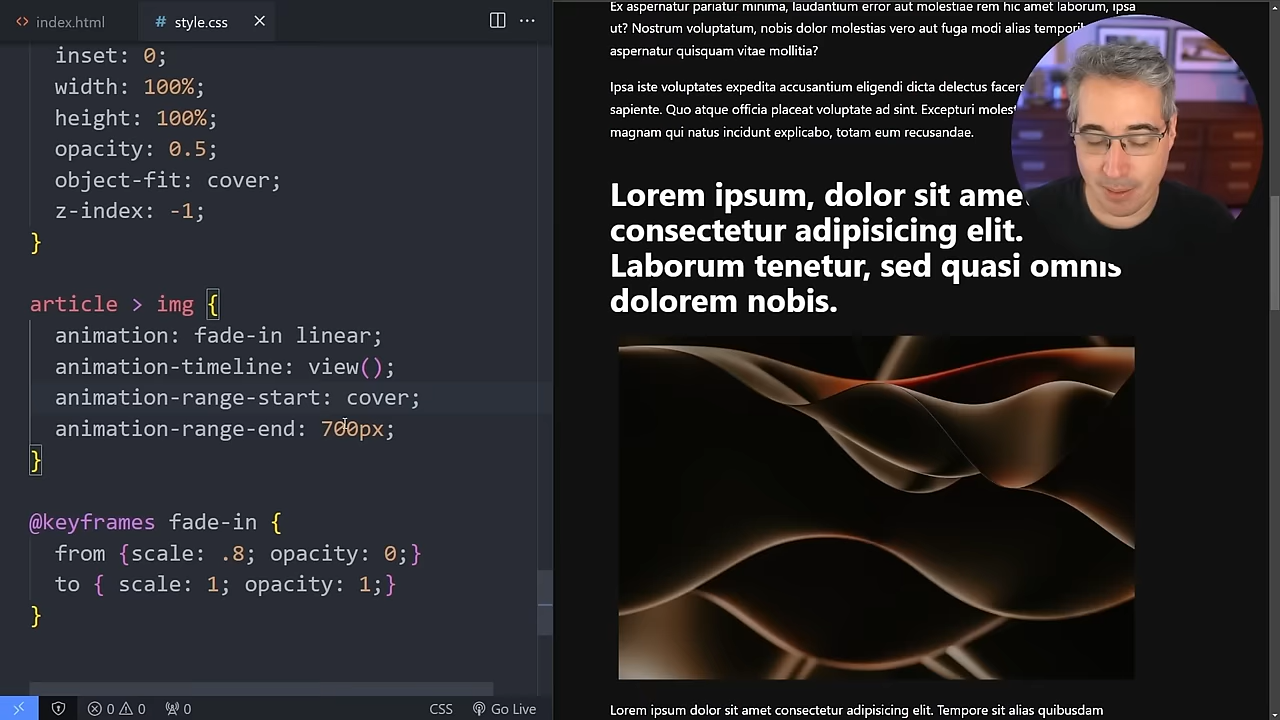 index.html
style.css
inset: 0;
width: 100%;
height: 100%;
opacity: 0.5;
object-fit: cover;
z-index: -1;
}
article > img {
animation: fade-in linear;
animation-timeline: view();
animation-range-start: cover;
animation-range-end: 700px;
}
@keyframes fade-in {
from {scale: .8; opacity: 0;}
to { scale: 1; opacity: 1;}
}
0 0 0
CSS
Go Live
Ex aspernatur pariatur minima, laudantium error aut molestiae rem hic amet laborum, ipsa
ut? Nostrum voluptatum, nobis dolor molestias vero aut fuga modi alias
aspernatur quisquam vitae mollitia?
Ipsa iste voluptates expedita accusantium eligendi dicta delectus facere
sapiente. Quo atque officia placeat voluptate ad sint. Excepturi
magnam qui natus incidunt explicabo, totam eum recusandae.
Lorem ipsum, dolor sit
consectetur adipisicing elit.
Laborum tenetur, sed quasi omnis
dolorem nobis.
Lorem ipsum dolor sit amet consectetur adipisicing elit. Tempore sit alias quibusdam